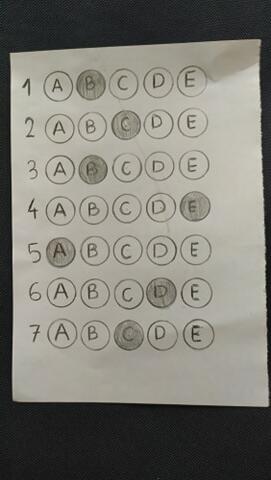 1 A B C D E
2 A B C D E
3 A B C D E
4 A B C D E
5 A B C D E
6 A B C D E
7 A B C D E